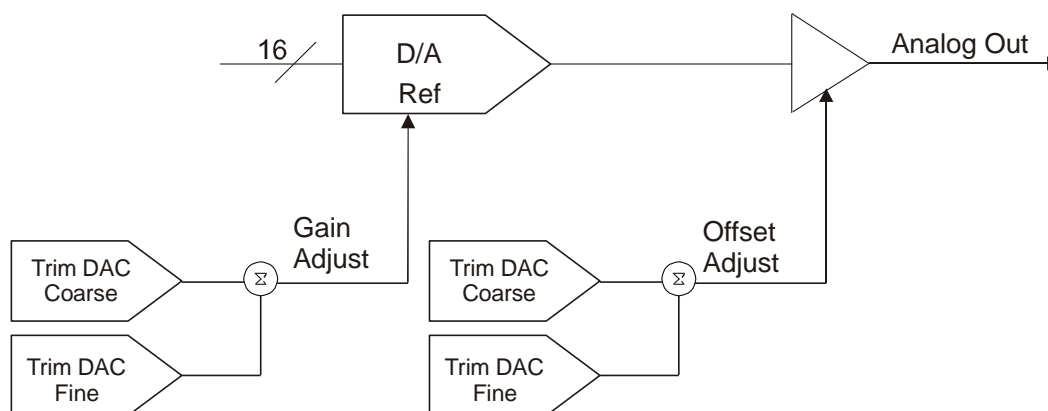 16
D/A
Ref
Analog Out
Gain
Adjust
Offset
Adjust
Trim DAC
Coarse
Σ
Trim DAC
Coarse
Σ
Trim DAC
Fine
Trim DAC
Fine